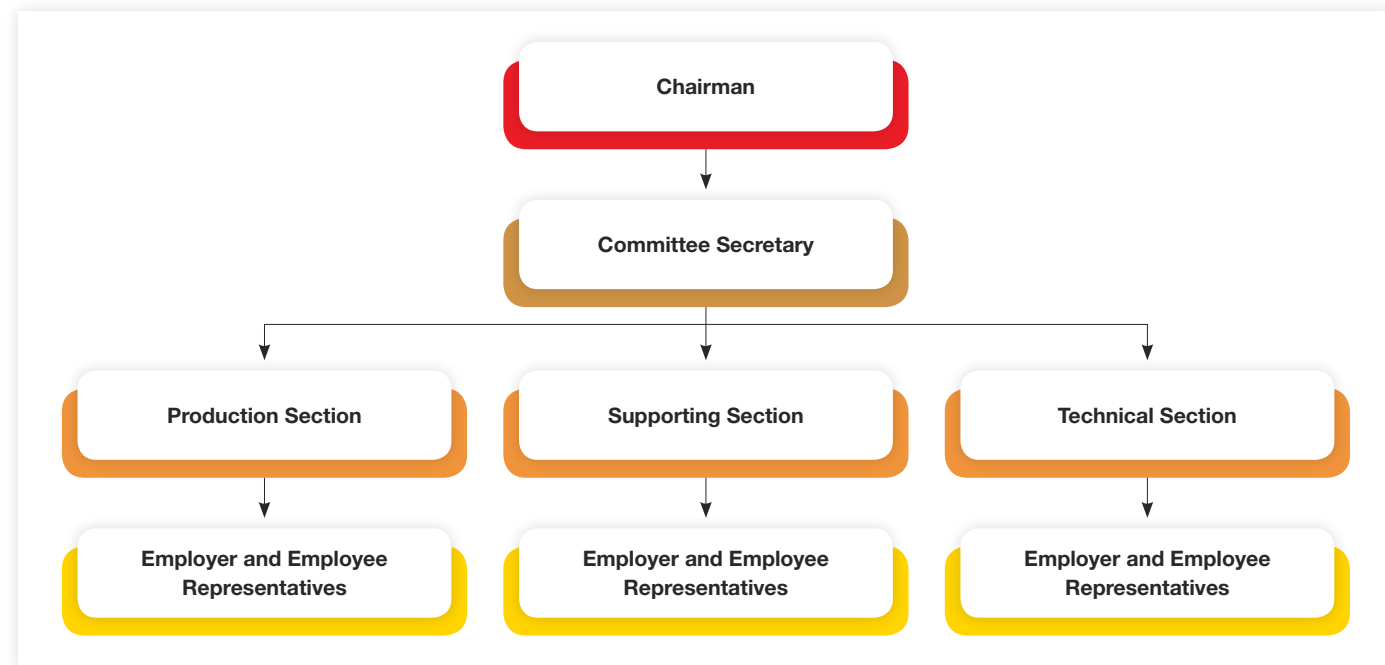 Chairman
Committee Secretary
Production Section
Supporting Section
Technical Section
Employer and Employee
Representatives
Employer and Employee
Representatives
Employer and Employee
Representatives